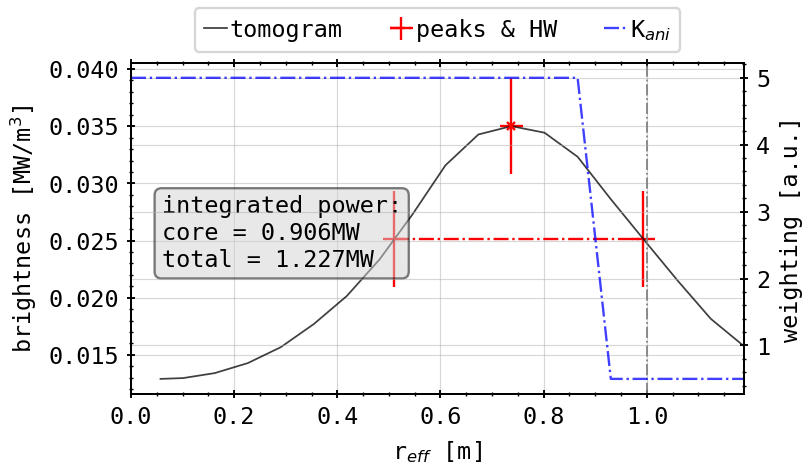 tomogram peaks & HW K_ani
brightness [MW/m³]
0.040
0.035
0.030
0.025
0.020
0.015
integrated power:
core = 0.906MW
total = 1.227MW
5
4
3
2
1
weighting [a.u.]
0.0 0.2 0.4 0.6 0.8 1.0
r_eff [m]